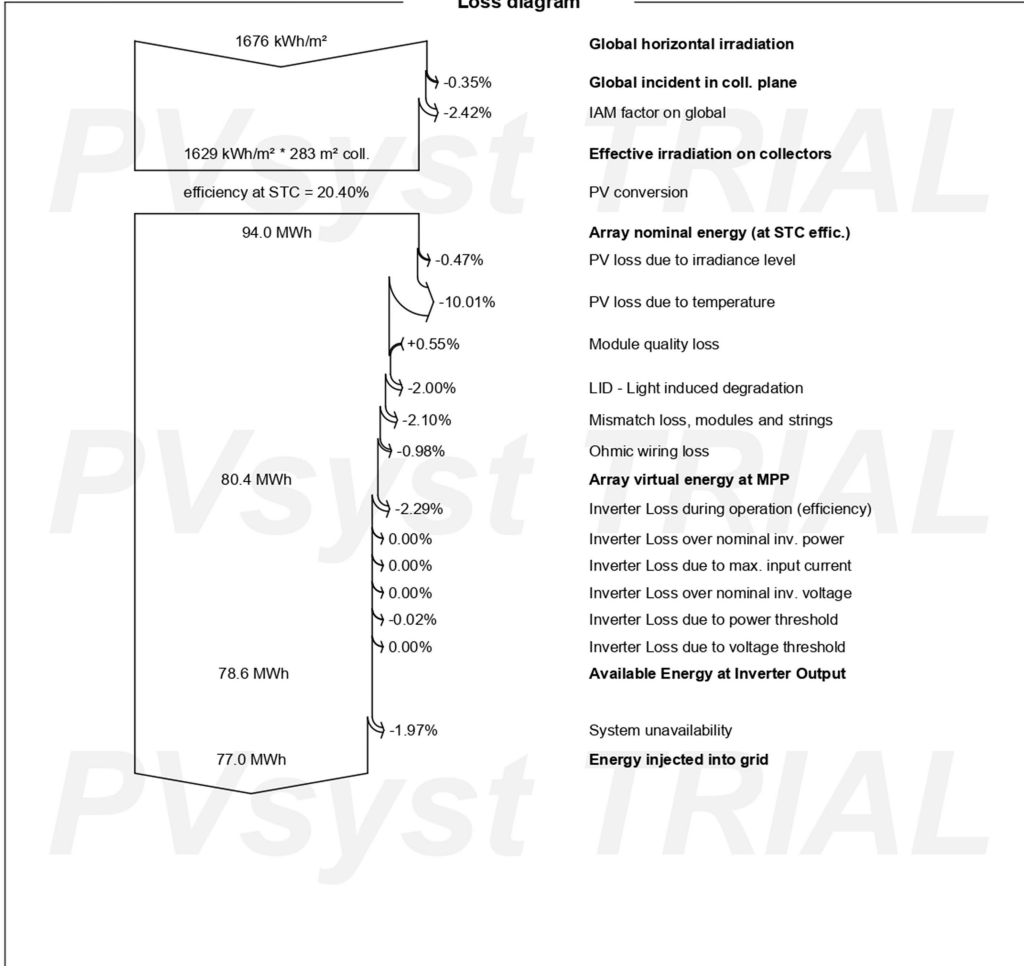 Loss diagram
1676 kWh/m² Global horizontal irradiation
-0.35% Global incident in coll. plane
-2.42% IAM factor on global
1629 kWh/m² * 283 m² coll. Effective irradiation on collectors
efficiency at STC = 20.40% PV conversion
94.0 MWh Array nominal energy (at STC effic.)
-0.47% PV loss due to irradiance level
-10.01% PV loss due to temperature
+0.55% Module quality loss
-2.00% LID - Light induced degradation
-2.10% Mismatch loss, modules and strings
-0.98% Ohmic wiring loss
80.4 MWh Array virtual energy at MPP
-2.29% Inverter Loss during operation (efficiency)
0.00% Inverter Loss over nominal inv. power
0.00% Inverter Loss due to max. input current
0.00% Inverter Loss over nominal inv. voltage
-0.02% Inverter Loss due to power threshold
0.00% Inverter Loss due to voltage threshold
78.6 MWh Available Energy at Inverter Output
-1.97% System unavailability
77.0 MWh Energy injected into grid
PVsyst TRIAL
PVsyst TRIAL
PVsyst TRIAL